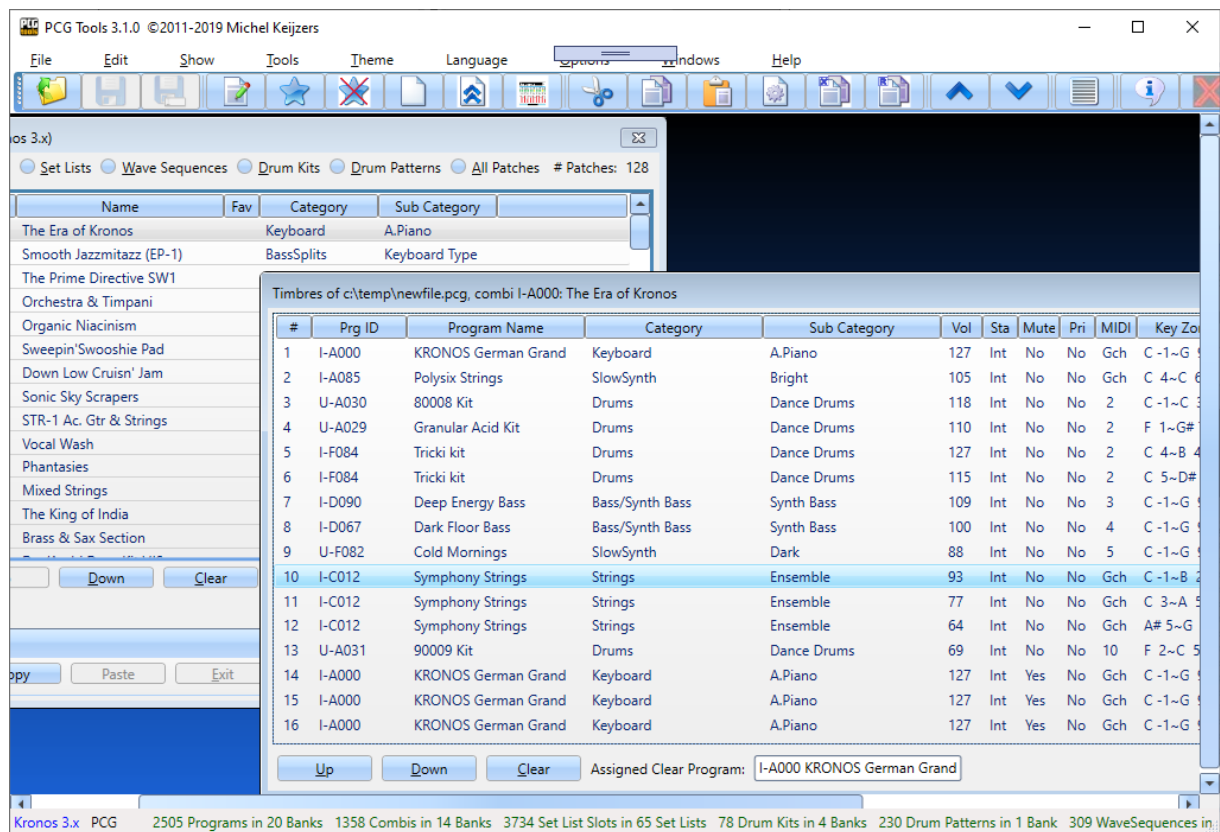 PCG Tools 3.1.0 ©2011-2019 Michel Keijzers
File Edit Show Tools Theme Language Options Windows Help
os 3.x)
Set Lists Wave Sequences Drum Kits Drum Patterns All Patches # Patches: 128
Name Fav Category Sub Category
The Era of Kronos Keyboard A.Piano
Smooth Jazzmitazz (EP-1) BassSplits Keyboard Type
The Prime Directive SW1
Orchestra & Timpani
Organic Niacinism
Sweepin'Swooshie Pad
Down Low Cruisn' Jam
Sonic Sky Scrapers
STR-1 Ac. Gtr & Strings
Vocal Wash
Phantasies
Mixed Strings
The King of India
Brass & Sax Section
Down Clear
opy Paste Exit
Timbres of c:\temp\newfile.pcg, combi I-A000: The Era of Kronos
# Prg ID Program Name Category Sub Category Vol Sta Mute Pri MIDI Key Zo
1 I-A000 KRONOS German Grand Keyboard A.Piano 127 Int No No Gch C -1~G 9
2 I-A085 Polysix Strings SlowSynth Bright 105 Int No No Gch C 4~C 6
3 U-A030 80008 Kit Drums Dance Drums 118 Int No No 2 C -1~C 3
4 U-A029 Granular Acid Kit Drums Dance Drums 110 Int No No 2 F 1~G#
5 I-F084 Tricki kit Drums Dance Drums 127 Int No No 2 C 4~B 4
6 I-F084 Tricki kit Drums Dance Drums 115 Int No No 2 C 5~D#
7 I-D090 Deep Energy Bass Bass/Synth Bass Synth Bass 109 Int No No 3 C -1~G 9
8 I-D067 Dark Floor Bass Bass/Synth Bass Synth Bass 100 Int No No 4 C -1~G 9
9 U-F082 Cold Mornings SlowSynth Dark 88 Int No No 5 C -1~G 9
10 I-C012 Symphony Strings Strings Ensemble 93 Int No No Gch C -1~B 2
11 I-C012 Symphony Strings Strings Ensemble 77 Int No No Gch C 3~A 5
12 I-C012 Symphony Strings Strings Ensemble 64 Int No No Gch A# 5~G
13 U-A031 90009 Kit Drums Dance Drums 69 Int No No 10 F 2~C 5
14 I-A000 KRONOS German Grand Keyboard A.Piano 127 Int Yes No Gch C -1~G 9
15 I-A000 KRONOS German Grand Keyboard A.Piano 127 Int Yes No Gch C -1~G 9
16 I-A000 KRONOS German Grand Keyboard A.Piano 127 Int Yes No Gch C -1~G 9
Up Down Clear Assigned Clear Program: I-A000 KRONOS German Grand
Kronos 3.x PCG 2505 Programs in 20 Banks 1358 Combis in 14 Banks 3734 Set List Slots in 65 Set Lists 78 Drum Kits in 4 Banks 230 Drum Patterns in 1 Bank 309 WaveSequences in